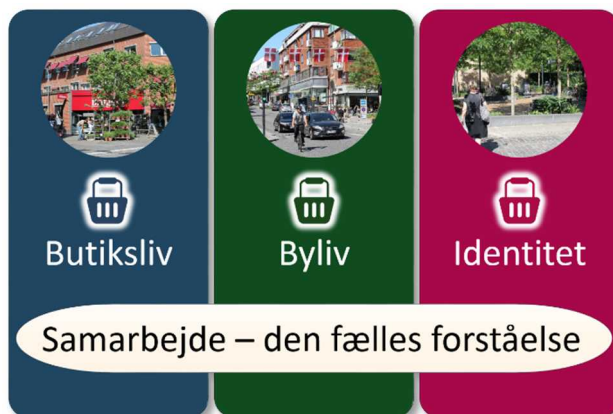 Butiksliv
Byliv
Identitet
Samarbejde – den fælles forståelse